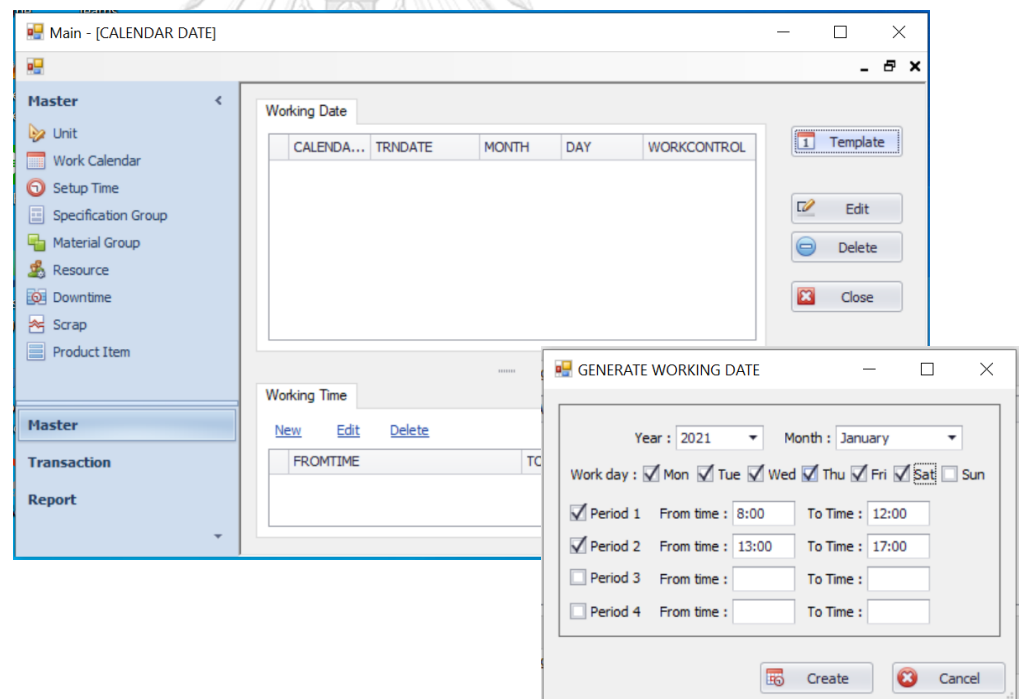 Main - [CALENDAR DATE]
Master
Unit
Work Calendar
Setup Time
Specification Group
Material Group
Resource
Downtime
Scrap
Product Item
Master
Transaction
Report
Working Date
CALENDA... TRNDATE MONTH DAY WORKCONTROL
Template
Edit
Delete
Close
Working Time
New Edit Delete
FROMTIME
GENERATE WORKING DATE
Year : 2021 Month : January
Work day : Mon Tue Wed Thu Fri Sat Sun
Period 1 From time : 8:00 To Time : 12:00
Period 2 From time : 13:00 To Time : 17:00
Period 3 From time : To Time :
Period 4 From time : To Time :
Create Cancel